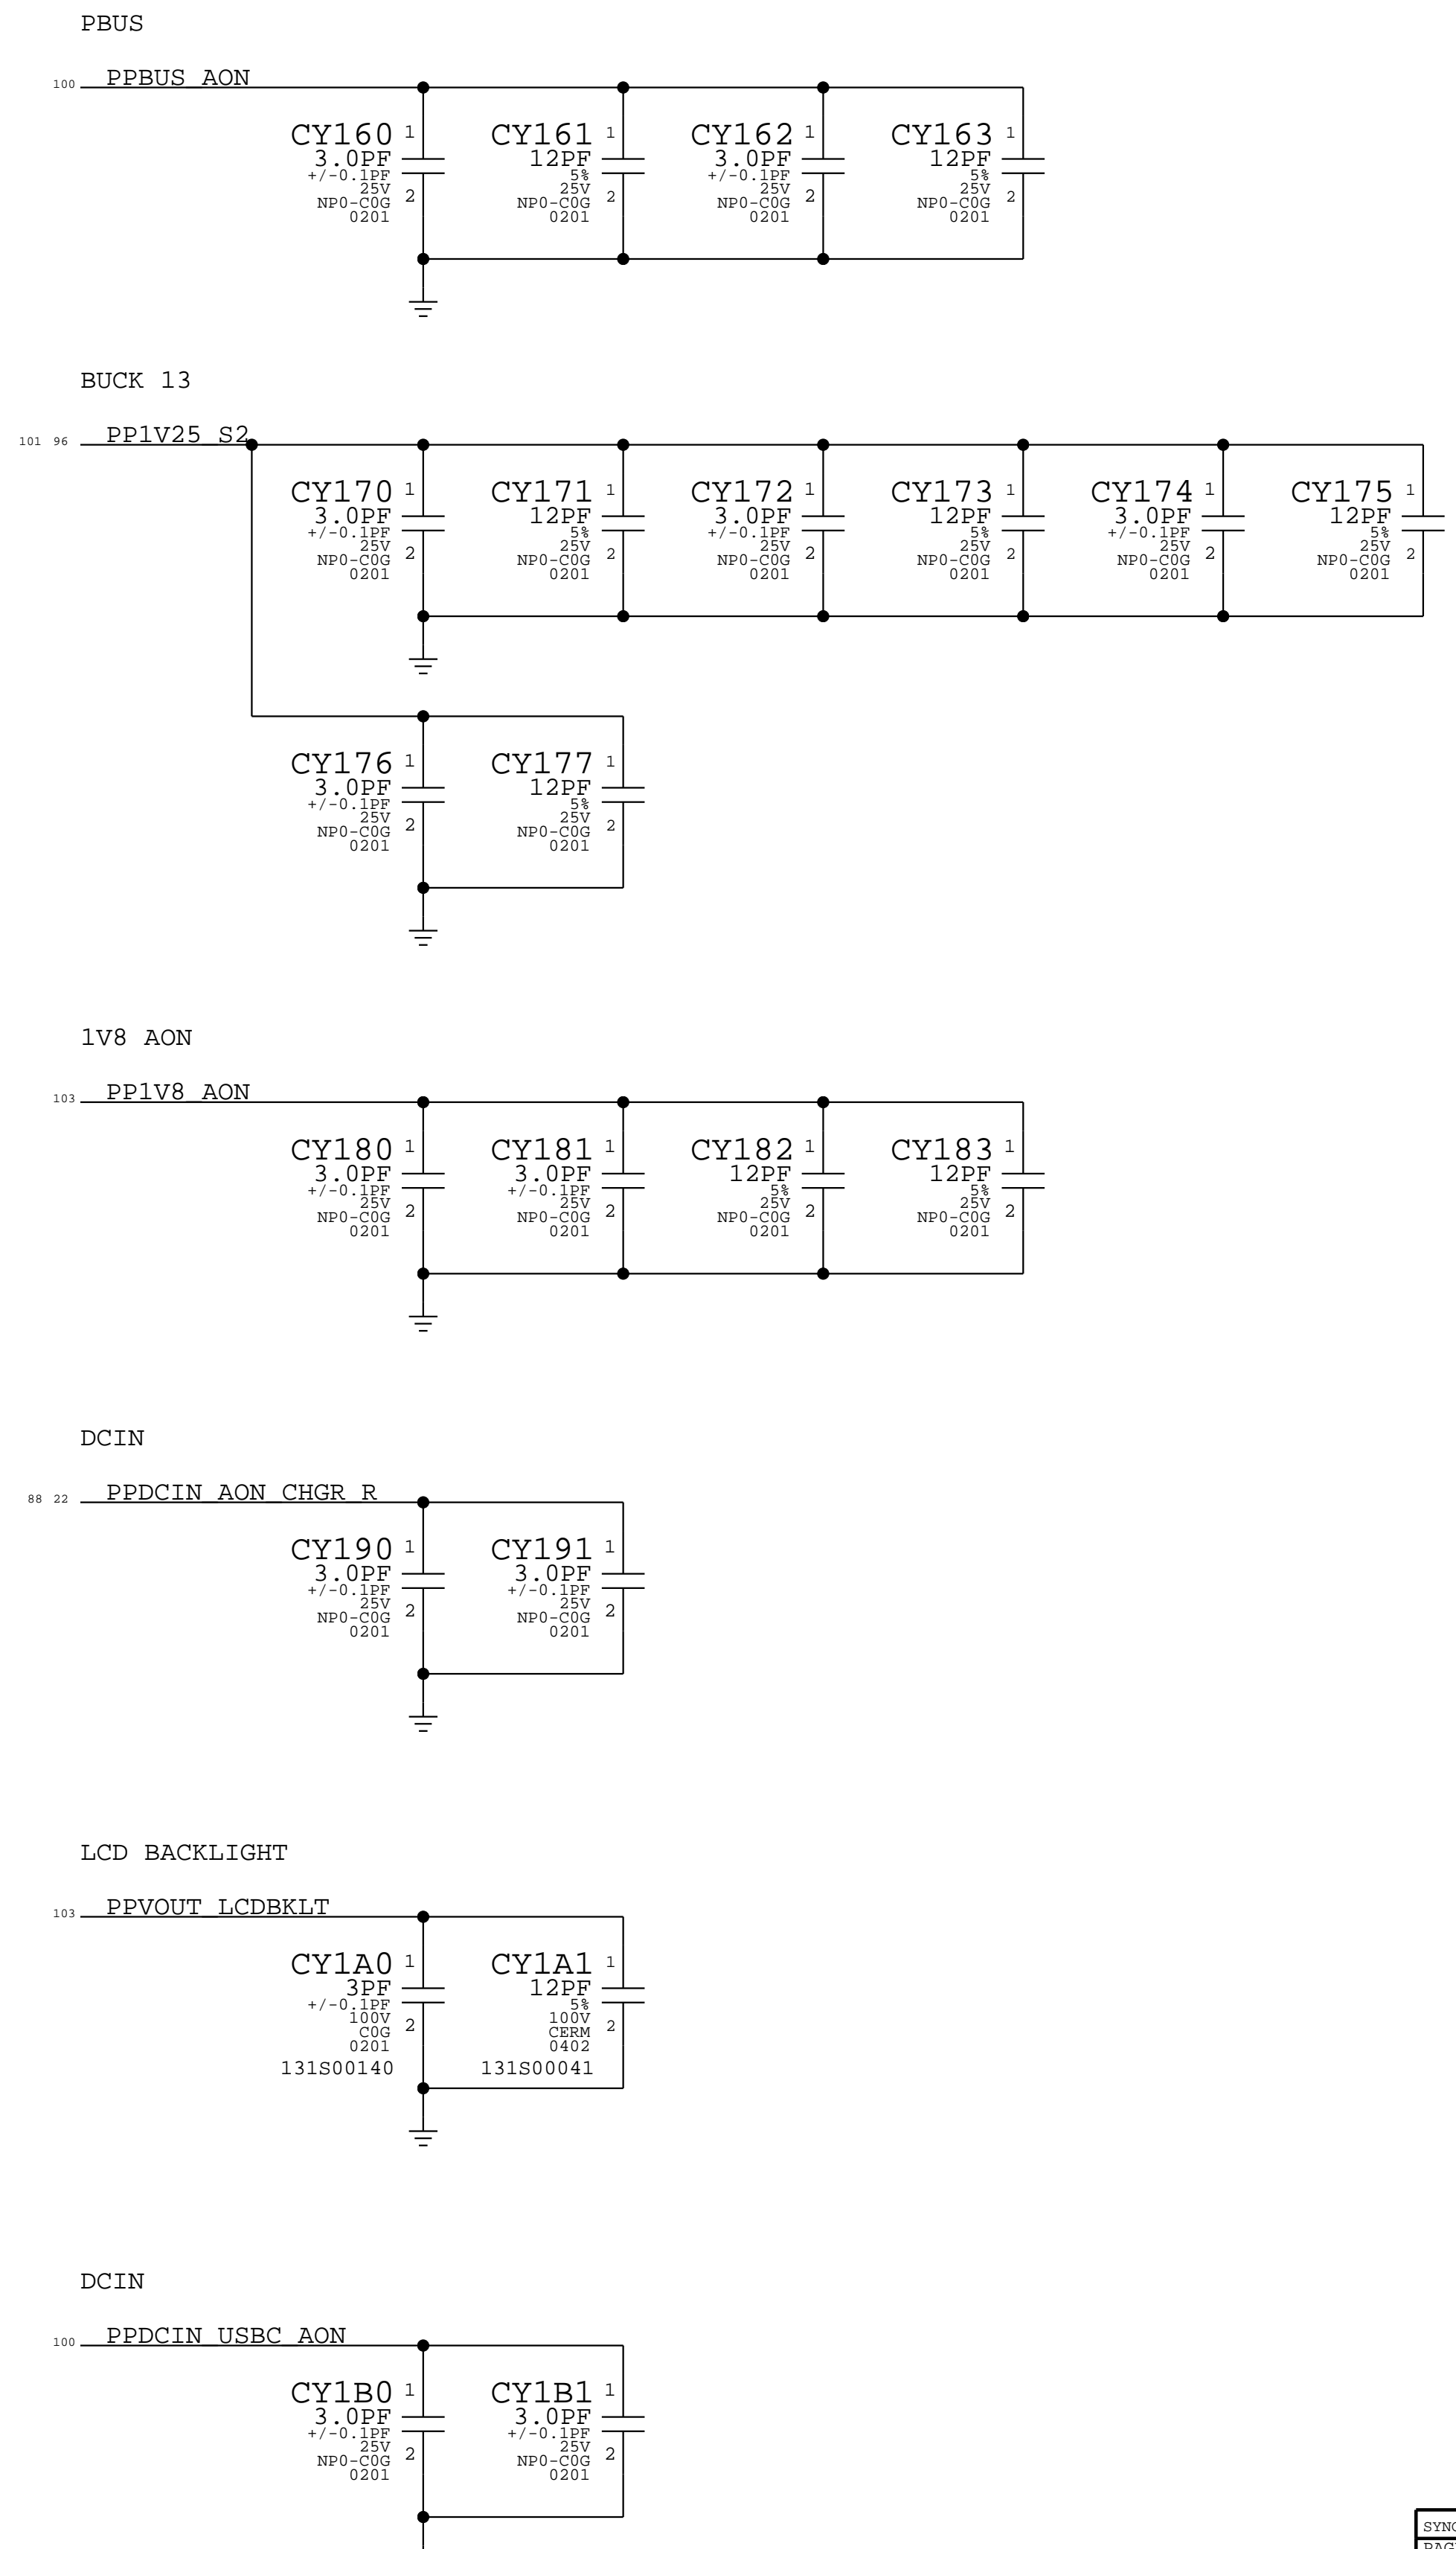 PBUS
100 PPBUS_AON
CY160 1 CY161 1 CY162 1 CY163 1
3.0PF 12PF 3.0PF 12PF
+/-0.1PF 5% +/-0.1PF 5%
25V 25V 25V 25V
2 2 2 2
NP0-C0G NP0-C0G NP0-C0G NP0-C0G
0201 0201 0201 0201
BUCK 13
101 96 PP1V25_S2
CY170 1 CY171 1 CY172 1 CY173 1 CY174 1 CY175 1
3.0PF 12PF 3.0PF 12PF 3.0PF 12PF
+/-0.1PF 5% +/-0.1PF 5% +/-0.1PF 5%
25V 25V 25V 25V 25V 25V
2 2 2 2 2 2
NP0-C0G NP0-C0G NP0-C0G NP0-C0G NP0-C0G NP0-C0G
0201 0201 0201 0201 0201 0201
CY176 1 CY177 1
3.0PF 12PF
+/-0.1PF 5%
25V 25V
2 2
NP0-C0G NP0-C0G
0201 0201
1V8 AON
103 PP1V8_AON
CY180 1 CY181 1 CY182 1 CY183 1
3.0PF 3.0PF 12PF 12PF
+/-0.1PF +/-0.1PF 5% 5%
25V 25V 25V 25V
2 2 2 2
NP0-C0G NP0-C0G NP0-C0G NP0-C0G
0201 0201 0201 0201
DCIN
88 22 PPDCIN_AON_CHGR_R
CY190 1 CY191 1
3.0PF 3.0PF
+/-0.1PF +/-0.1PF
25V 25V
2 2
NP0-C0G NP0-C0G
0201 0201
LCD BACKLIGHT
103 PPVOUT_LCDBKLT
CY1A0 1 CY1A1 1
3PF 12PF
+/-0.1PF 5%
100V 100V
2 2
C0G CERM
0201 0402
131S00140 131S00041
DCIN
100 PPDCIN_USBC_AON
CY1B0 1 CY1B1 1
3.0PF 3.0PF
+/-0.1PF +/-0.1PF
25V 25V
2 2
NP0-C0G NP0-C0G
0201 0201